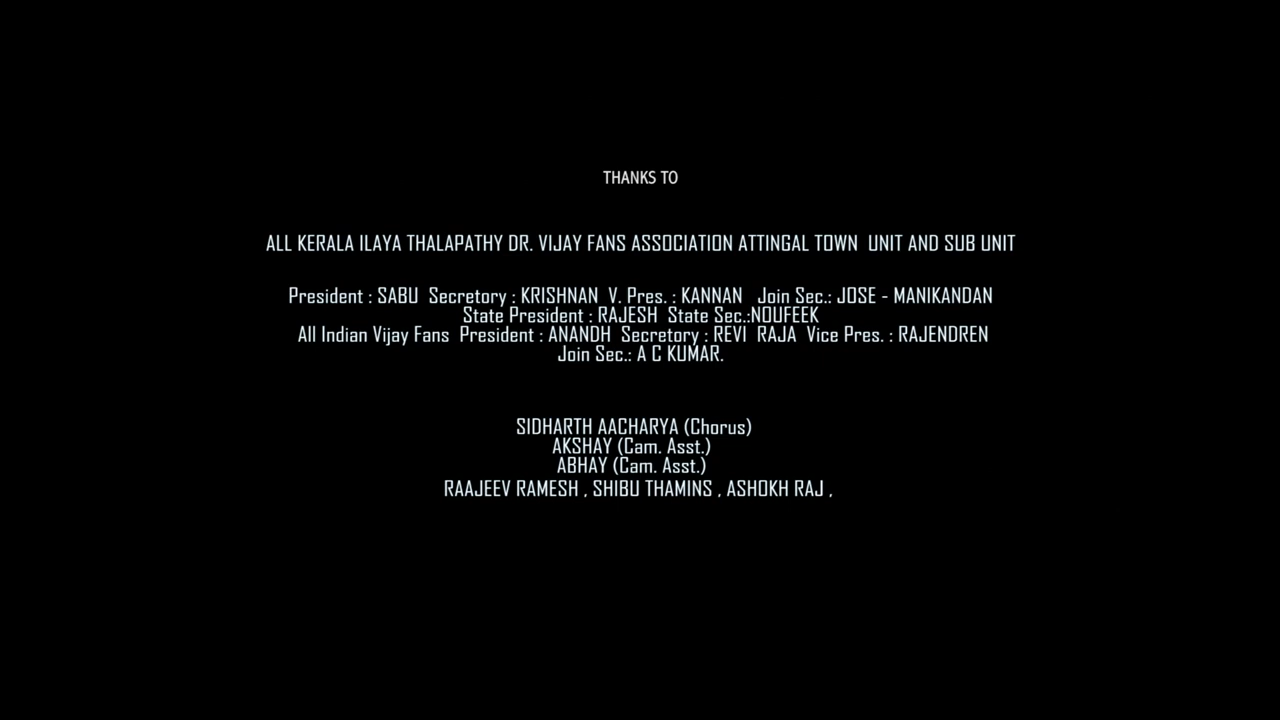 THANKS TO
ALL KERALA ILAYA THALAPATHY DR. VIJAY FANS ASSOCIATION ATTINGAL TOWN UNIT AND SUB UNIT
President : SABU Secretory : KRISHNAN V. Pres. : KANNAN Join Sec.: JOSE - MANIKANDAN
State President : RAJESH State Sec.:NOUFEEK
All Indian Vijay Fans President : ANANDH Secretory : REVI RAJA Vice Pres. : RAJENDREN
Join Sec.: A C KUMAR.
SIDHARTH AACHARYA (Chorus)
AKSHAY (Cam. Asst.)
ABHAY (Cam. Asst.)
RAAJEEV RAMESH , SHIBU THAMINS , ASHOKH RAJ ,